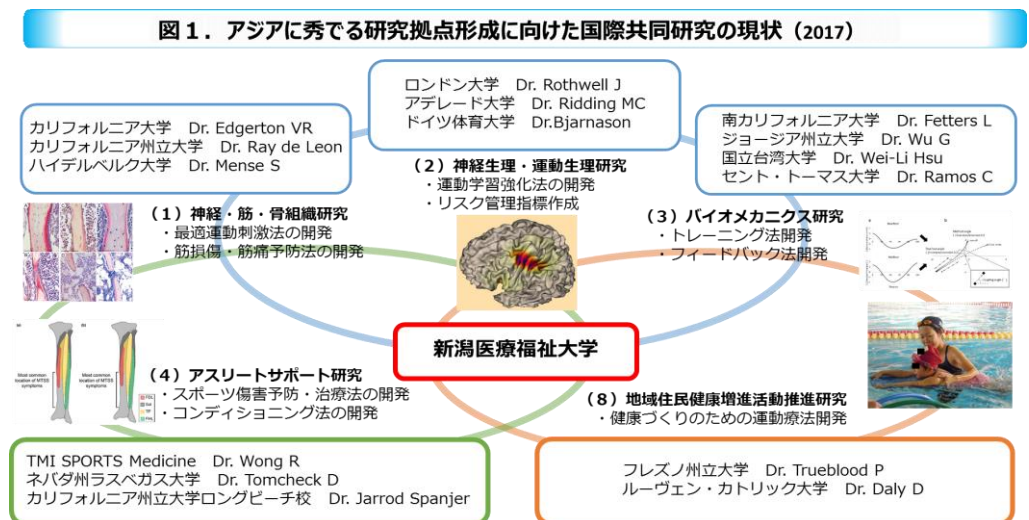 図１．アジアに秀でる研究拠点形成に向けた国際共同研究の現状（2017）
ロンドン大学　Dr. Rothwell J
アデレード大学　Dr. Ridding MC
ドイツ体育大学　Dr.Bjarnason
カリフォルニア大学　Dr. Edgerton VR
カリフォルニア州立大学　Dr. Ray de Leon
ハイデルベルク大学　Dr. Mense S
南カリフォルニア大学　Dr. Fetters L
ジョージア州立大学　Dr. Wu G
国立台湾大学　Dr. Wei-Li Hsu
セント・トーマス大学　Dr. Ramos C
（２）神経生理・運動生理研究
・運動学習強化法の開発
・リスク管理指標作成
（１）神経・筋・骨組織研究
・最適運動刺激法の開発
・筋損傷・筋痛予防法の開発
（３）バイオメカニクス研究
・トレーニング法開発
・フィードバック法開発
新潟医療福祉大学
Most common location of MTSS symptoms
Most common location of MTSS symptoms
（４）アスリートサポート研究
・スポーツ傷害予防・治療法の開発
・コンディショニング法の開発
（８）地域住民健康増進活動推進研究
・健康づくりのための運動療法開発
TMI SPORTS Medicine　Dr. Wong R
ネバダ州ラスベガス大学　Dr. Tomcheck D
カリフォルニア州立大学ロングビーチ校　Dr. Jarrod Spanjer
フレズノ州立大学　Dr. Trueblood P
ルーヴェン・カトリック大学　Dr. Daly D